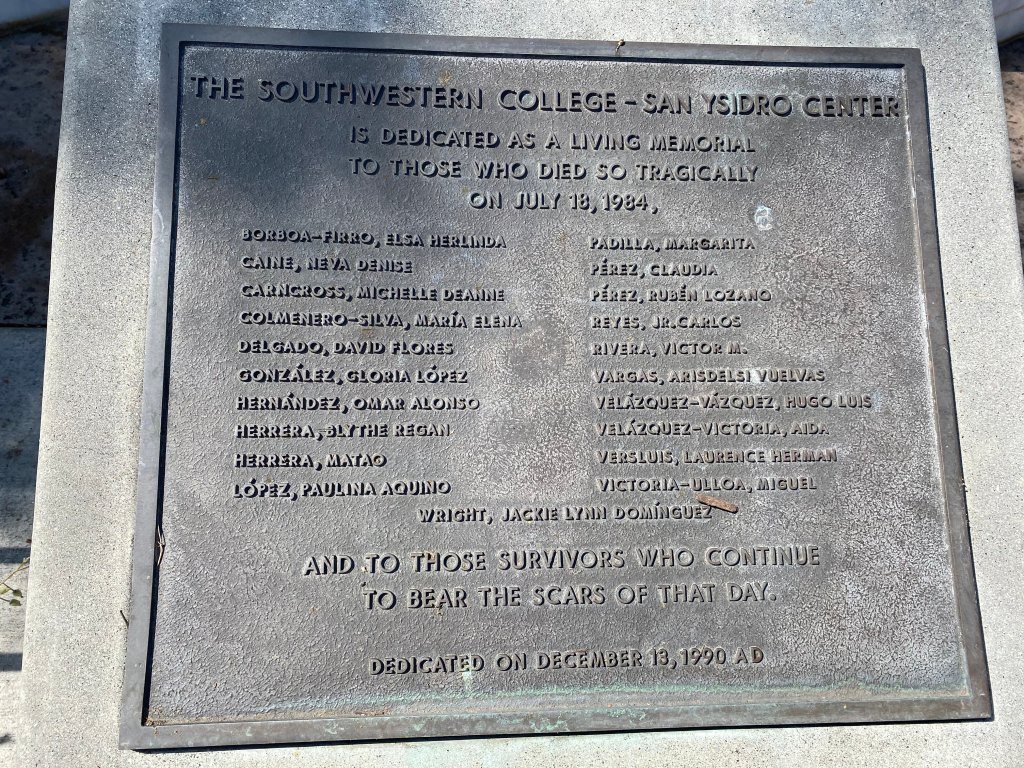 THE SOUTHWESTERN COLLEGE - SAN YSIDRO CENTER
IS DEDICATED AS A LIVING MEMORIAL
TO THOSE WHO DIED SO TRAGICALLY
ON JULY 18, 1984,
BORBOA-FIRRO, ELSA HERLINDA
CAINE, NEVA DENISE
CARNCROSS, MICHELLE DEANNE
COLMENERO-SILVA, MARÍA ELENA
DELGADO, DAVID FLORES
GONZÁLEZ, GLORIA LÓPEZ
HERNÁNDEZ, OMAR ALONSO
HERRERA, BLYTHE REGAN
HERRERA, MATAO
LÓPEZ, PAULINA AQUINO
PADILLA, MARGARITA
PÉREZ, CLAUDIA
PÉREZ, RUBÉN LOZANO
REYES, JR. CARLOS
RIVERA, VICTOR M.
VARGAS, ARISDELSI VUELVAS
VELÁZQUEZ-VÁZQUEZ, HUGO LUIS
VELÁZQUEZ-VICTORIA, AIDA
VERSLUIS, LAURENCE HERMAN
VICTORIA-ULLOA, MIGUEL
WRIGHT, JACKIE LYNN DOMÍNGUEZ
AND TO THOSE SURVIVORS WHO CONTINUE
TO BEAR THE SCARS OF THAT DAY.
DEDICATED ON DECEMBER 13, 1990 AD